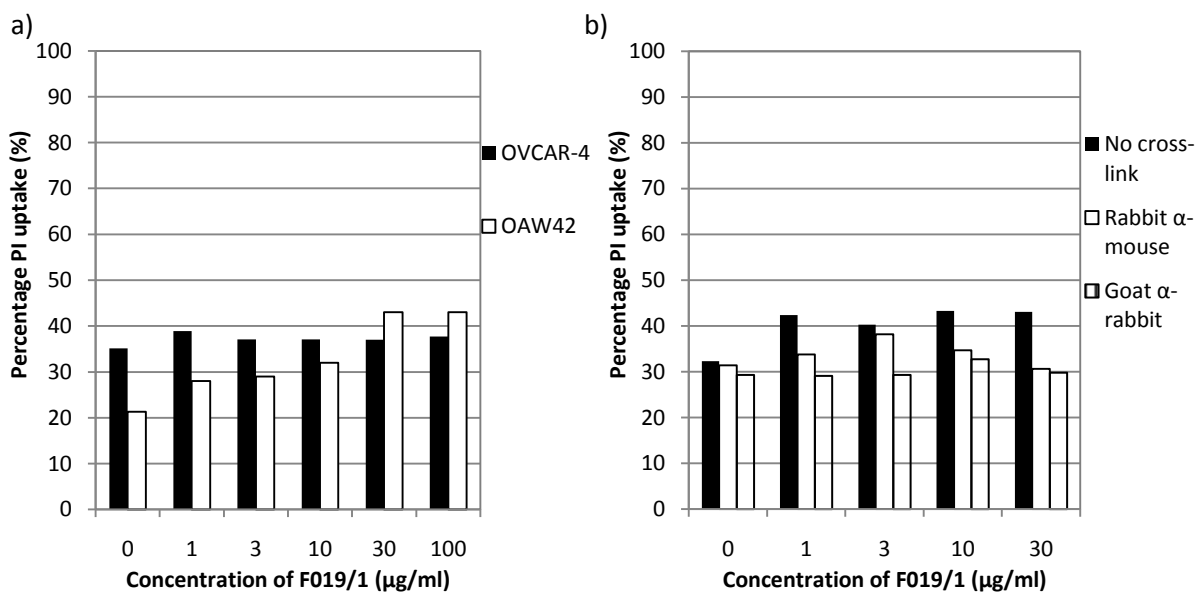 a)
100
90
80
70
60
50
40
30
20
10
0
Percentage PI uptake (%)
0 1 3 10 30 100
Concentration of F019/1 (µg/ml)
OVCAR-4
OAW42
b)
100
90
80
70
60
50
40
30
20
10
0
Percentage PI uptake (%)
0 1 3 10 30
Concentration of F019/1 (µg/ml)
No cross-
link
Rabbit α-
mouse
Goat α-
rabbit